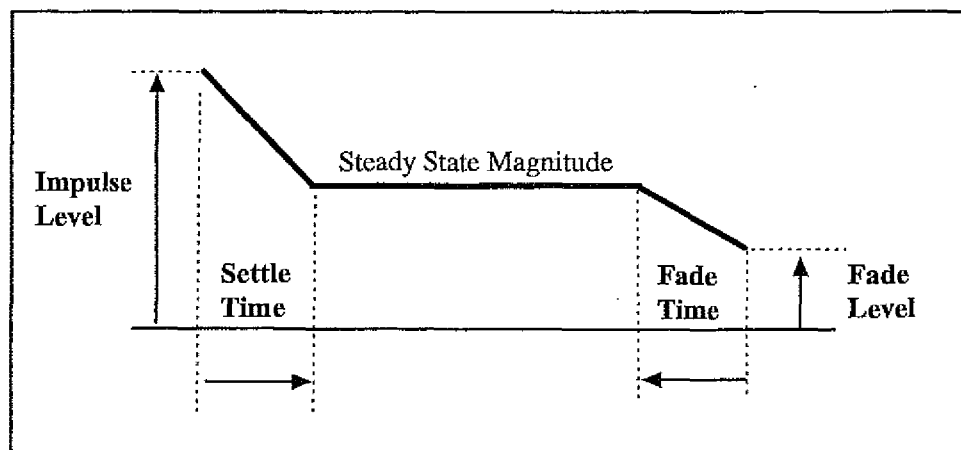 Steady State Magnitude
Impulse
Level
Settle
Time
Fade
Time
Fade
Level